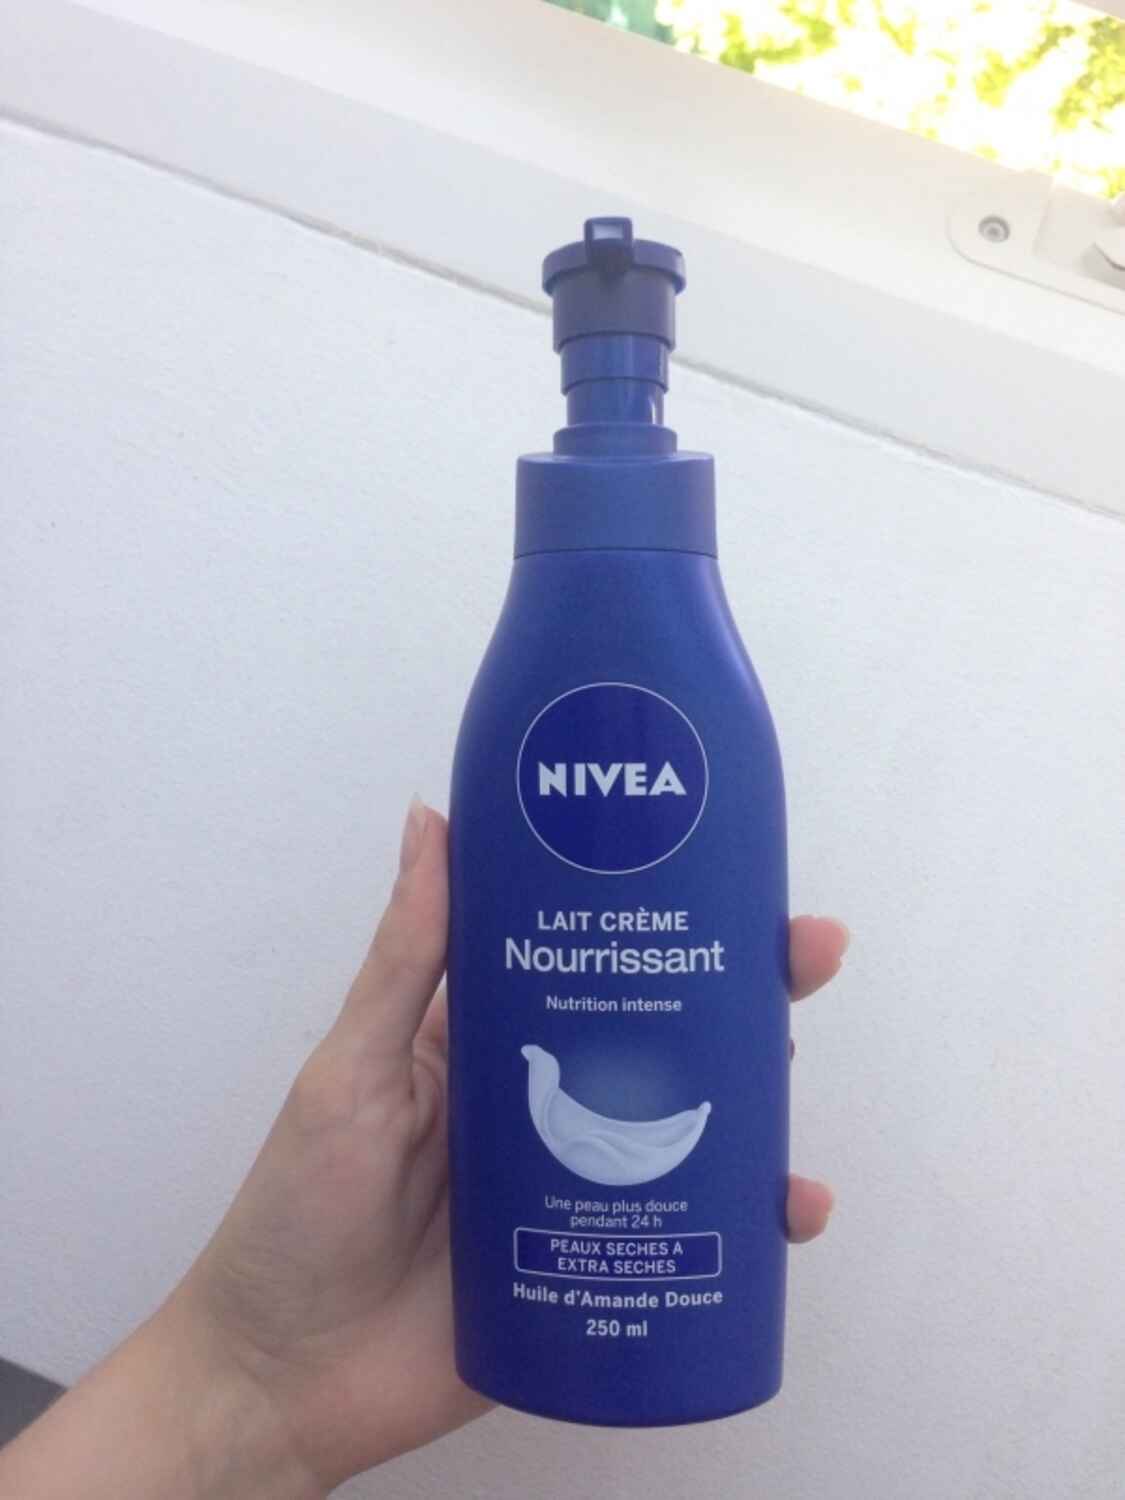 NIVEA
LAIT CRÈME
Nourrissant
Nutrition intense
Une peau plus douce
pendant 24 h
PEAUX SECHES A
EXTRA SECHES
Huile d'Amande Douce
250 ml